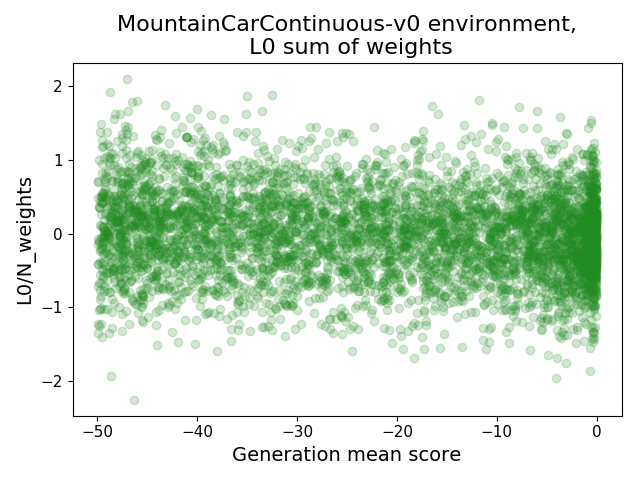 MountainCarContinuous-v0 environment,
L0 sum of weights
L0/N_weights
2
1
0
−1
−2
−50
−40
−30
−20
−10
0
Generation mean score